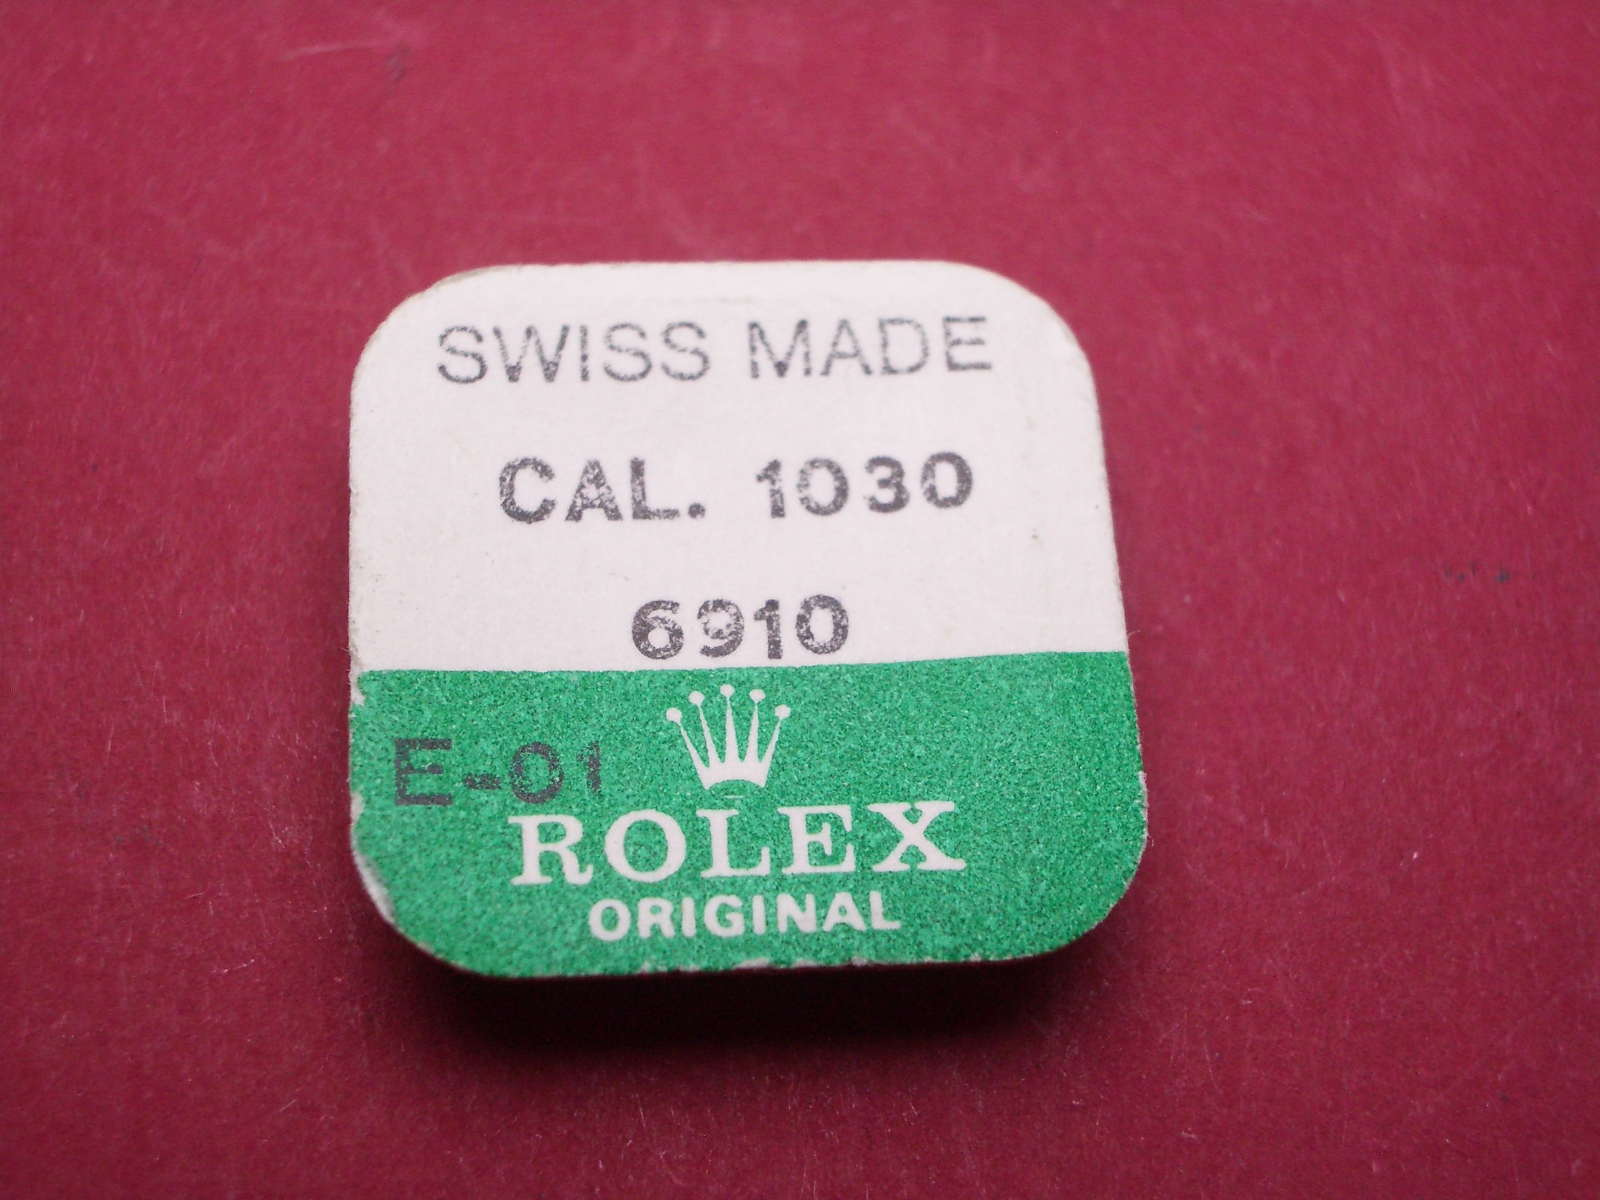 SWISS MADE
CAL. 1030
6910
E-01
ROLEX
ORIGINAL